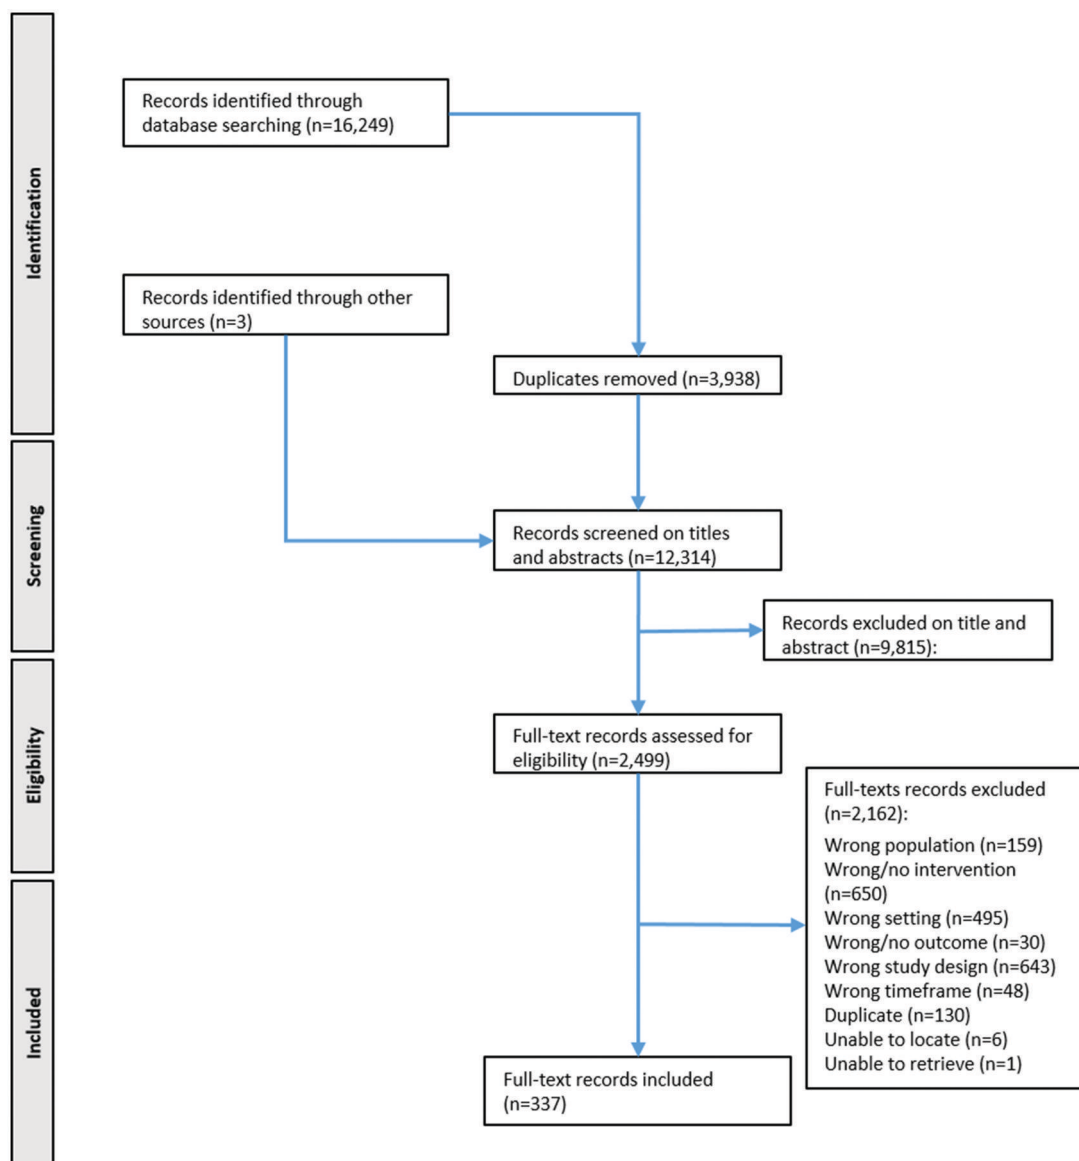 Identification
Records identified through
database searching (n=16,249)
Records identified through other
sources (n=3)
Duplicates removed (n=3,938)
Screening
Records screened on titles
and abstracts (n=12,314)
Records excluded on title and
abstract (n=9,815):
Eligibility
Full-text records assessed for
eligibility (n=2,499)
Full-texts records excluded
(n=2,162):
Wrong population (n=159)
Wrong/no intervention
(n=650)
Wrong setting (n=495)
Wrong/no outcome (n=30)
Wrong study design (n=643)
Wrong timeframe (n=48)
Duplicate (n=130)
Unable to locate (n=6)
Unable to retrieve (n=1)
Included
Full-text records included
(n=337)